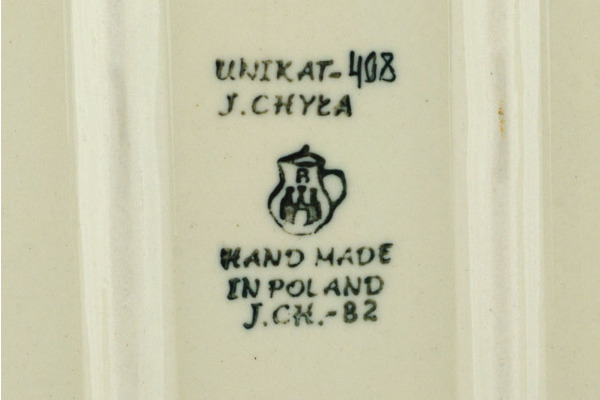 UNIKAT-408
J.CHYŁA
B
HAND MADE
IN POLAND
J.CH.-82